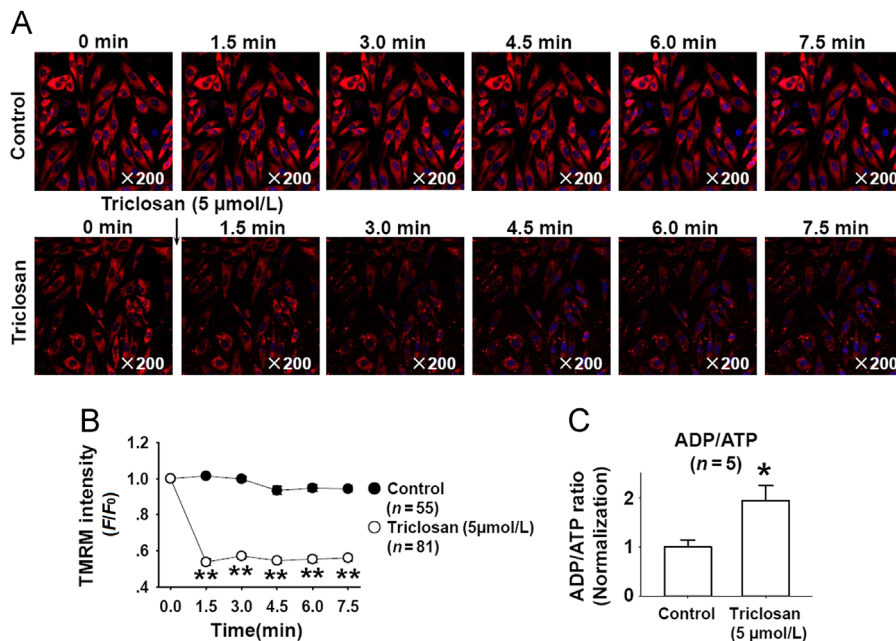 A
0 min 1.5 min 3.0 min 4.5 min 6.0 min 7.5 min
Control
×200 ×200 ×200 ×200 ×200 ×200
Triclosan (5 µmol/L)
0 min 1.5 min 3.0 min 4.5 min 6.0 min 7.5 min
Triclosan
×200 ×200 ×200 ×200 ×200 ×200
B
TMRM intensity
(F/F0)
1.2
1.0
.8
.6
.4
** ** ** ** **
0.0 1.5 3.0 4.5 6.0 7.5
Time(min)
Control
(n = 55)
Triclosan (5µmol/L)
(n = 81)
C
ADP/ATP
(n = 5)
*
ADP/ATP ratio
(Normalization)
2
1
0
Control Triclosan
(5 µmol/L)